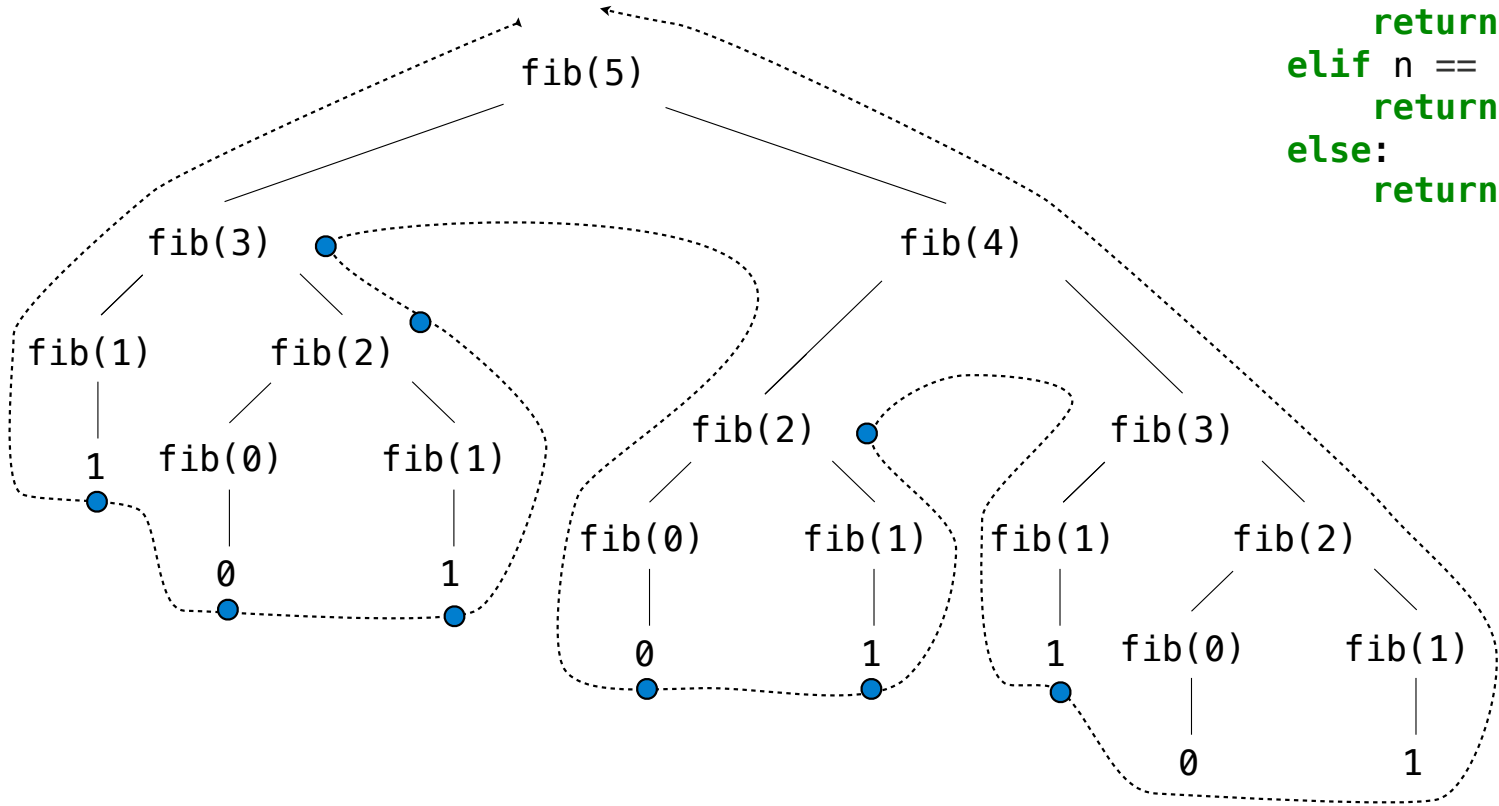 return
elif n ==
return
else:
return
fib(5)
fib(3) fib(4)
fib(1) fib(2)
fib(2) fib(3)
1 fib(0) fib(1)
fib(0) fib(1) fib(1) fib(2)
0 1
0 1 1 fib(0) fib(1)
0 1